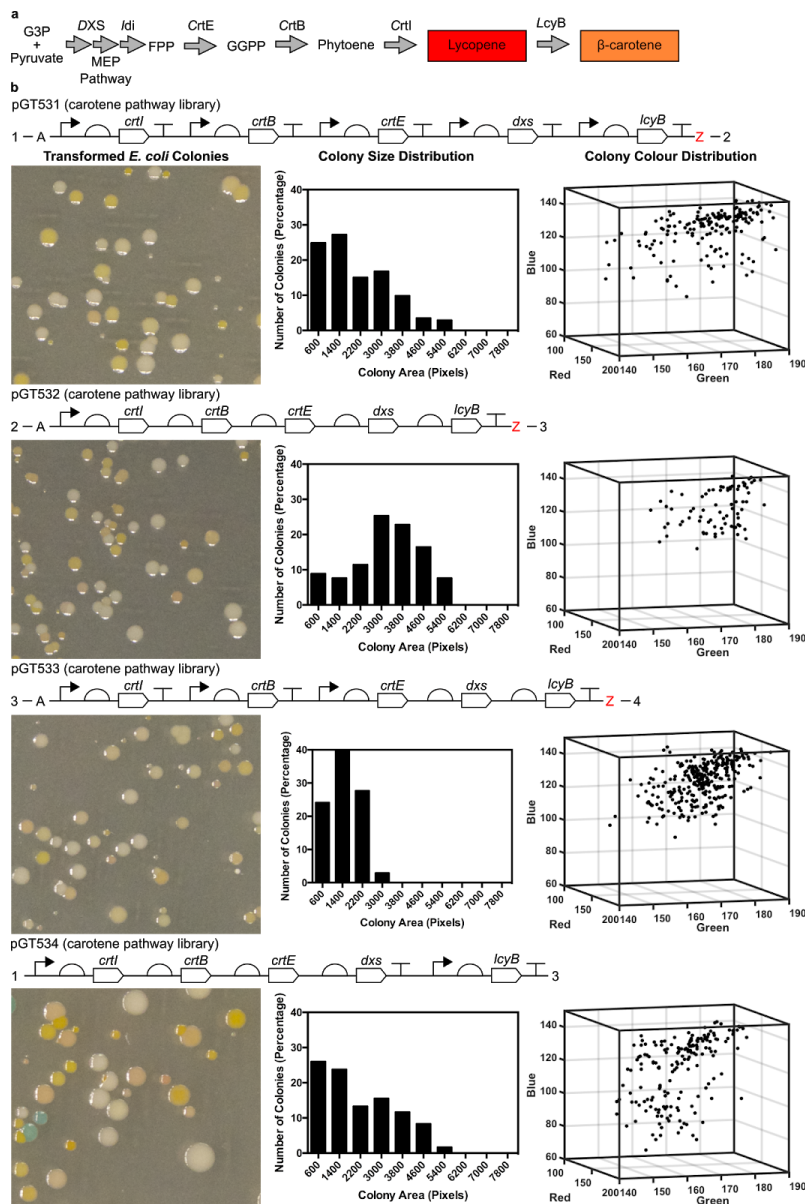 a
G3P + Pyruvate
DXS Idi CrtE CrtB CrtI LcyB
MEP Pathway
FPP GGPP Phytoene Lycopene β-carotene
b
pGT531 (carotene pathway library)
1 A crtI crtB crtE dxs lcyB Z 2
Transformed E. coli Colonies Colony Size Distribution Colony Colour Distribution
Number of Colonies (Percentage)
40
30
20
10
0
600 1400 2200 3000 3800 4600 5400 6200 7000 7800
Colony Area (Pixels)
Blue
140
120
100
80
60
100 150 200
Red
140 150 160 170 180 190
Green
pGT532 (carotene pathway library)
2 A crtI crtB crtE dxs lcyB Z 3
Number of Colonies (Percentage)
40
30
20
10
0
600 1400 2200 3000 3800 4600 5400 6200 7000 7800
Colony Area (Pixels)
Blue
140
120
100
80
60
100 150 200
Red
140 150 160 170 180 190
Green
pGT533 (carotene pathway library)
3 A crtI crtB crtE dxs lcyB Z 4
Number of Colonies (Percentage)
40
30
20
10
0
600 1400 2200 3000 3800 4600 5400 6200 7000 7800
Colony Area (Pixels)
Blue
140
120
100
80
60
100 150 200
Red
140 150 160 170 180 190
Green
pGT534 (carotene pathway library)
1 crtI crtB crtE dxs lcyB 3
Number of Colonies (Percentage)
40
30
20
10
0
600 1400 2200 3000 3800 4600 5400 6200 7000 7800
Colony Area (Pixels)
Blue
140
120
100
80
60
100 150 200
Red
140 150 160 170 180 190
Green